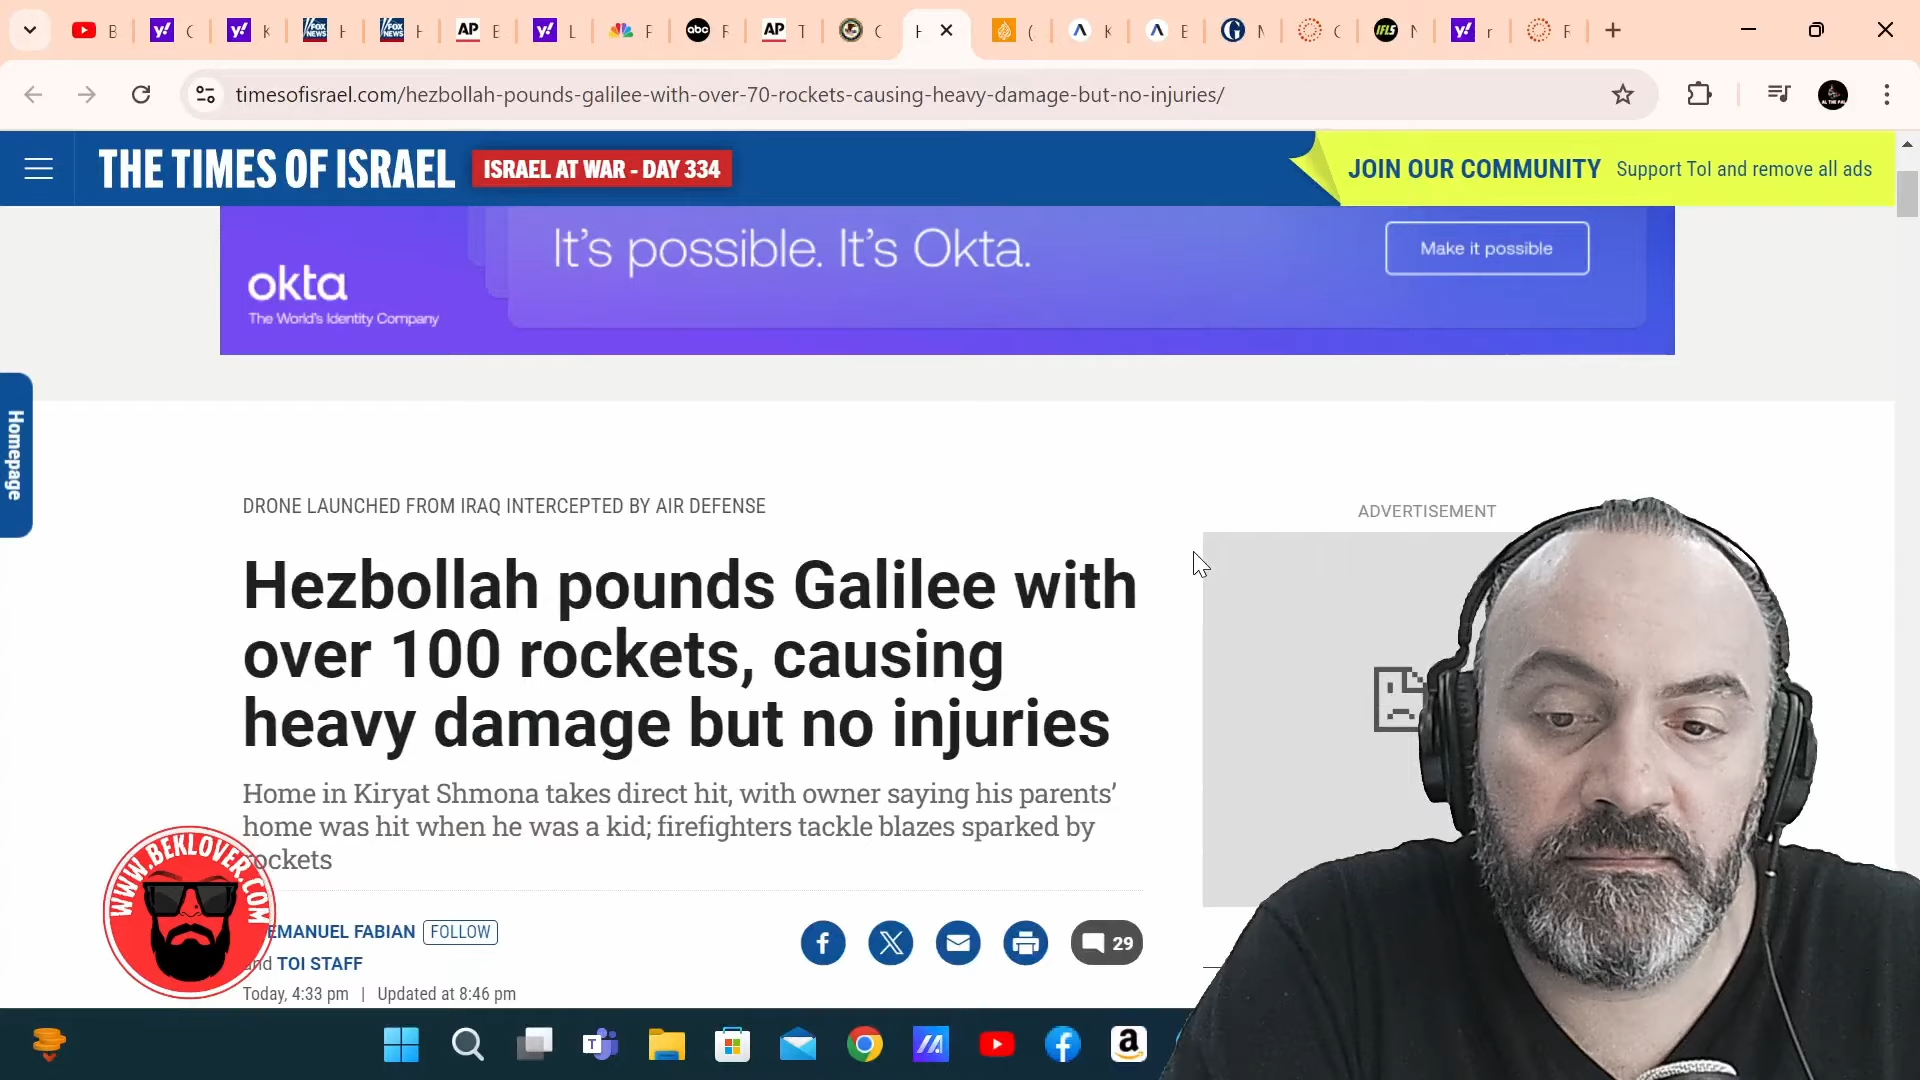 timesofisrael.com/hezbollah-pounds-galilee-with-over-70-rockets-causing-heavy-damage-but-no-injuries/
THE TIMES OF ISRAEL
ISRAEL AT WAR - DAY 334
JOIN OUR COMMUNITY Support ToI and remove all ads
It's possible. It's Okta.
Make it possible
okta
The World's Identity Company
Homepage
DRONE LAUNCHED FROM IRAQ INTERCEPTED BY AIR DEFENSE
ADVERTISEMENT
Hezbollah pounds Galilee with
over 100 rockets, causing
heavy damage but no injuries
Home in Kiryat Shmona takes direct hit, with owner saying his parents'
home was hit when he was a kid; firefighters tackle blazes sparked by
rockets
WWW.BEKLOVER.COM
EMANUEL FABIAN FOLLOW
and TOI STAFF
29
Today, 4:33 pm | Updated at 8:46 pm